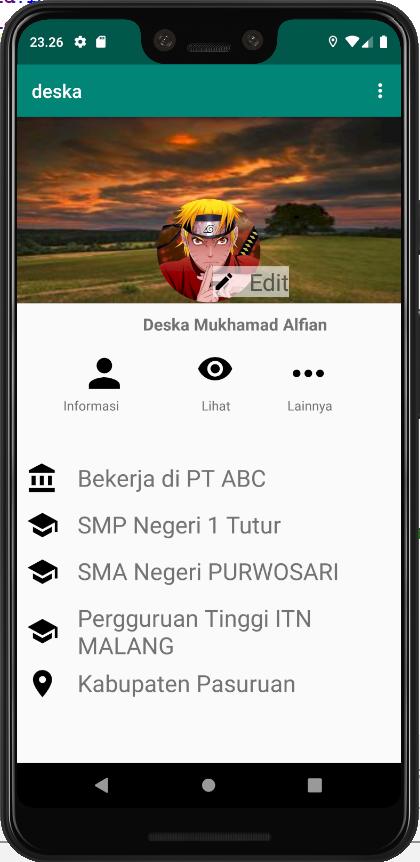 23.26
deska
Edit
Deska Mukhamad Alfian
Informasi
Lihat
Lainnya
Bekerja di PT ABC
SMP Negeri 1 Tutur
SMA Negeri PURWOSARI
Pergguruan Tinggi ITN
MALANG
Kabupaten Pasuruan